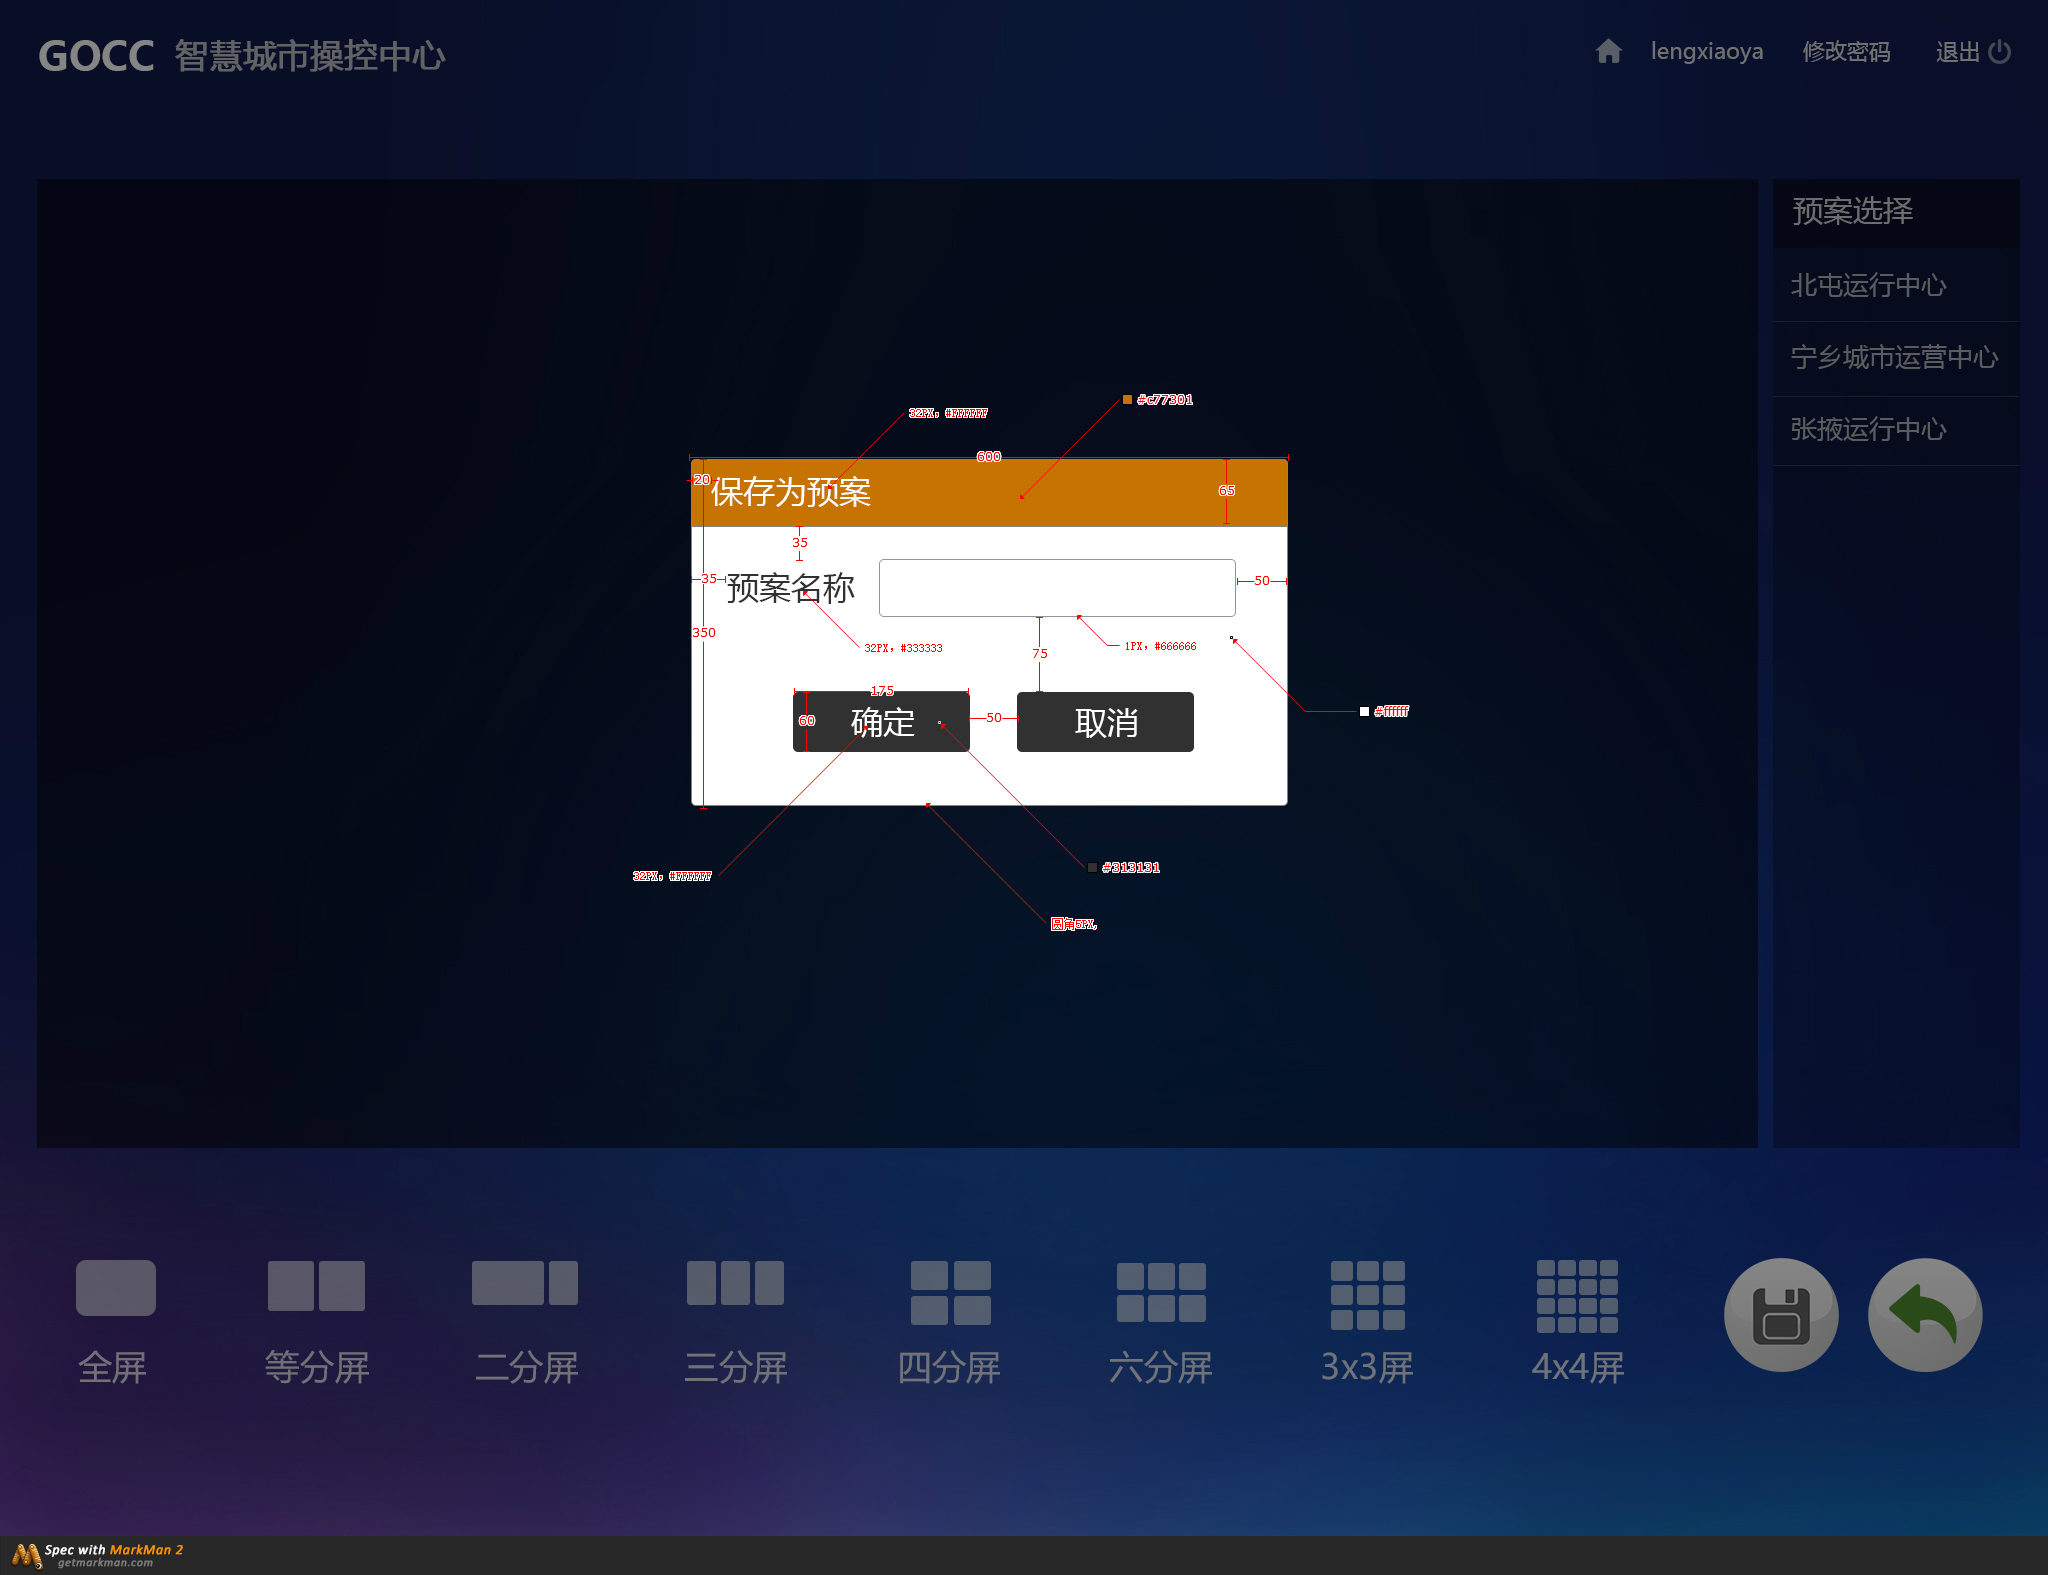 GOCC 智慧城市操控中心
lengxiaoya 修改密码 退出
预案选择
北屯运行中心
宁乡城市运营中心
张掖运行中心
#c77301
32PX，#FFFFFF
600
20
保存为预案
65
35
35
预案名称
50
350
32PX，#333333
75
1PX，#666666
175
60
确定
50
取消
#ffffff
32PX，#FFFFFF
#313131
圆角5PX,
全屏
等分屏
二分屏
三分屏
四分屏
六分屏
3x3屏
4x4屏
Spec with MarkMan 2
getmarkman.com